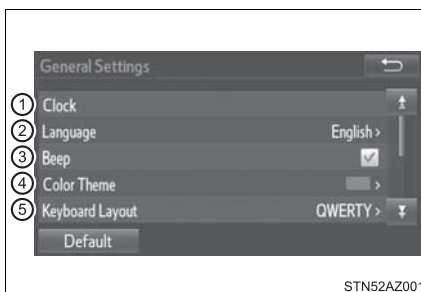 General Settings
① Clock
② Language English >
③ Beep
④ Color Theme >
⑤ Keyboard Layout QWERTY >
Default
STN52AZ001